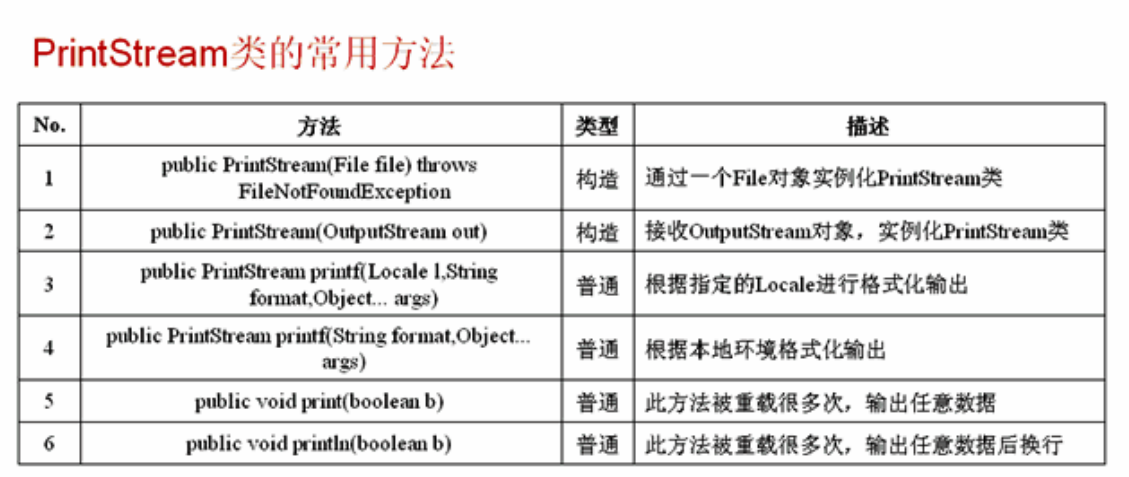 PrintStream类的常用方法
No. 方法 类型 描述
1 public PrintStream(File file) throws FileNotFoundException 构造 通过一个File对象实例化PrintStream类
2 public PrintStream(OutputStream out) 构造 接收OutputStream对象，实例化PrintStream类
3 public PrintStream printf(Locale l,String format,Object... args) 普通 根据指定的Locale进行格式化输出
4 public PrintStream printf(String format,Object... args) 普通 根据本地环境格式化输出
5 public void print(boolean b) 普通 此方法被重载很多次，输出任意数据
6 public void println(boolean b) 普通 此方法被重载很多次，输出任意数据后换行